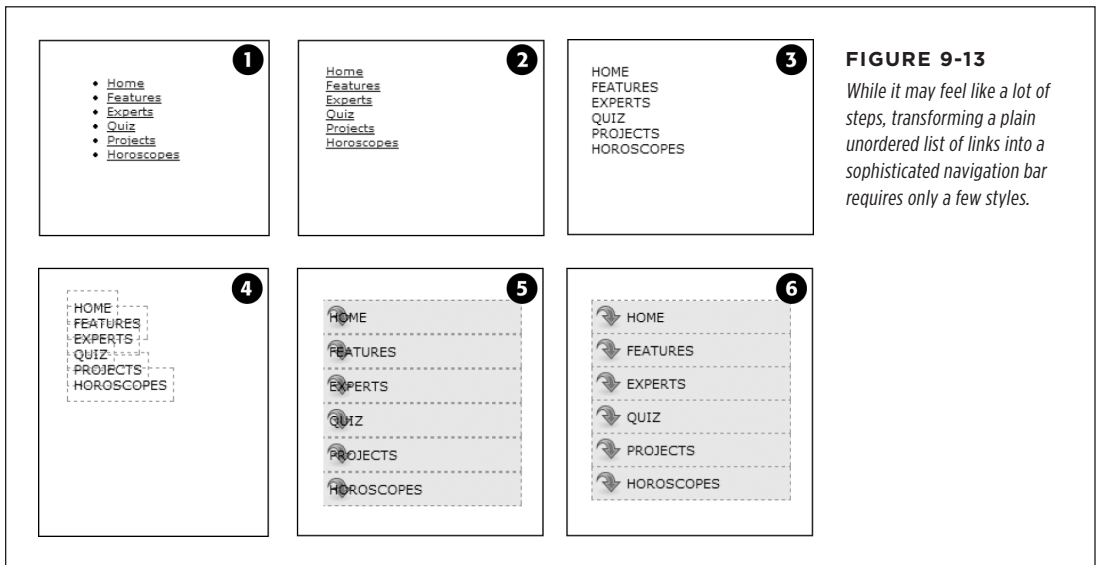 1
Home
Features
Experts
Quiz
Projects
Horoscopes
2
Home
Features
Experts
Quiz
Projects
Horoscopes
3
HOME
FEATURES
EXPERTS
QUIZ
PROJECTS
HOROSCOPES
FIGURE 9-13
While it may feel like a lot of
steps, transforming a plain
unordered list of links into a
sophisticated navigation bar
requires only a few styles.
4
HOME
FEATURES
EXPERTS
QUIZ
PROJECTS
HOROSCOPES
5
HOME
FEATURES
EXPERTS
QUIZ
PROJECTS
HOROSCOPES
6
HOME
FEATURES
EXPERTS
QUIZ
PROJECTS
HOROSCOPES